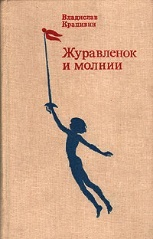 Владислав
Крапивин
Журавленок
и молнии